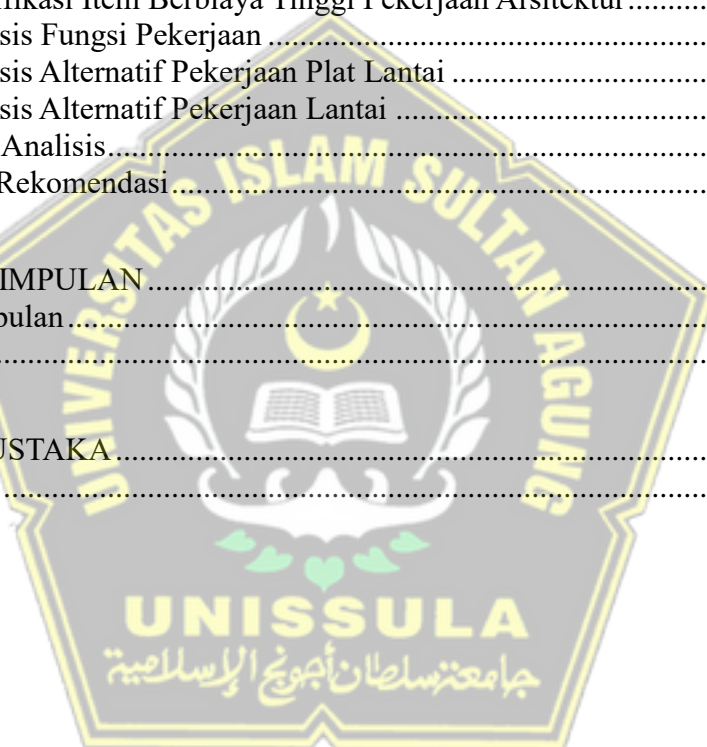 fikasi Item Berbiaya Tinggi Pekerjaan Arsitektur
sis Fungsi Pekerjaan
sis Alternatif Pekerjaan Plat Lantai
sis Alternatif Pekerjaan Lantai
Analisis
Rekomendasi
IMPULAN
pulan
USTAKA
UNIVERSITAS ISLAM SULTAN AGUNG
UNISSULA
جامعة سلطان أجونج الإسلامية